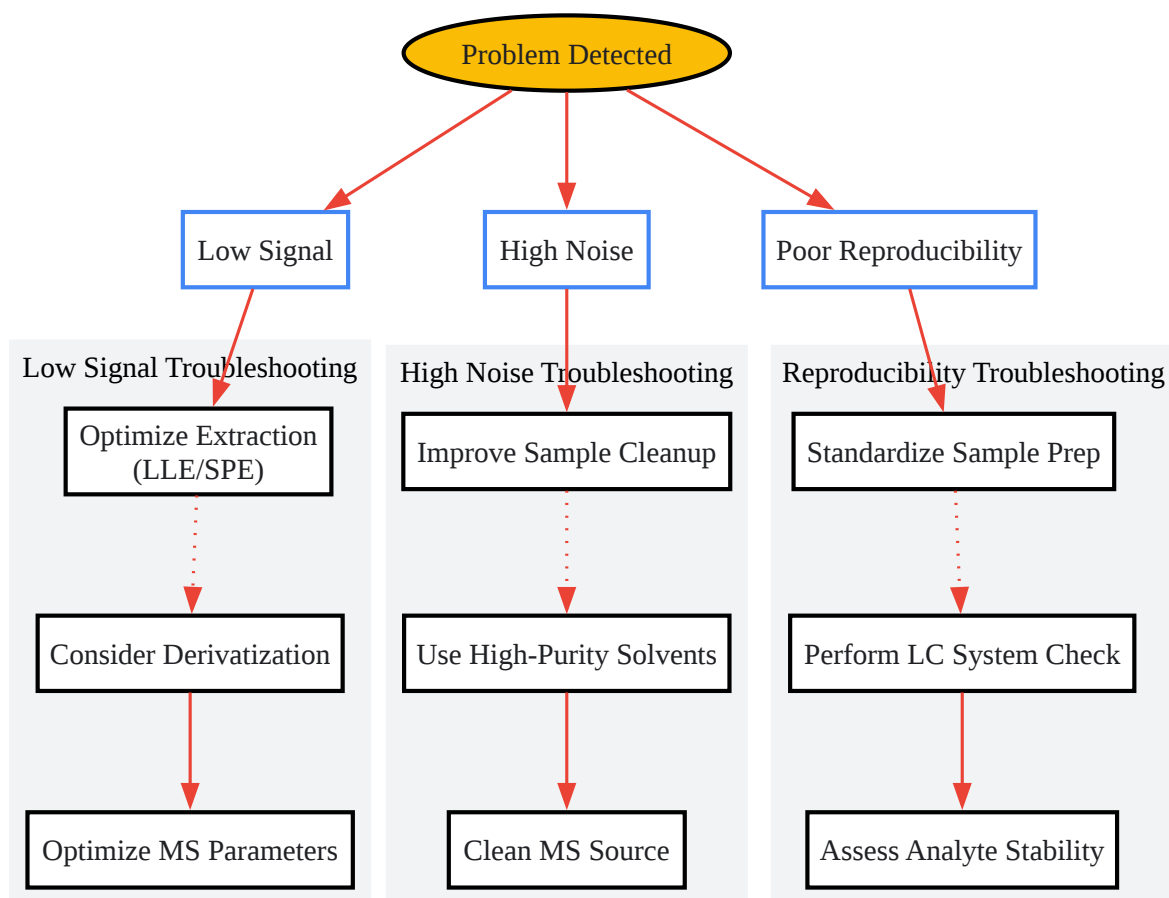 Problem Detected
Low Signal
High Noise
Poor Reproducibility
Low Signal Troubleshooting
High Noise Troubleshooting
Reproducibility Troubleshooting
Optimize Extraction
(LLE/SPE)
Improve Sample Cleanup
Standardize Sample Prep
Consider Derivatization
Use High-Purity Solvents
Perform LC System Check
Optimize MS Parameters
Clean MS Source
Assess Analyte Stability